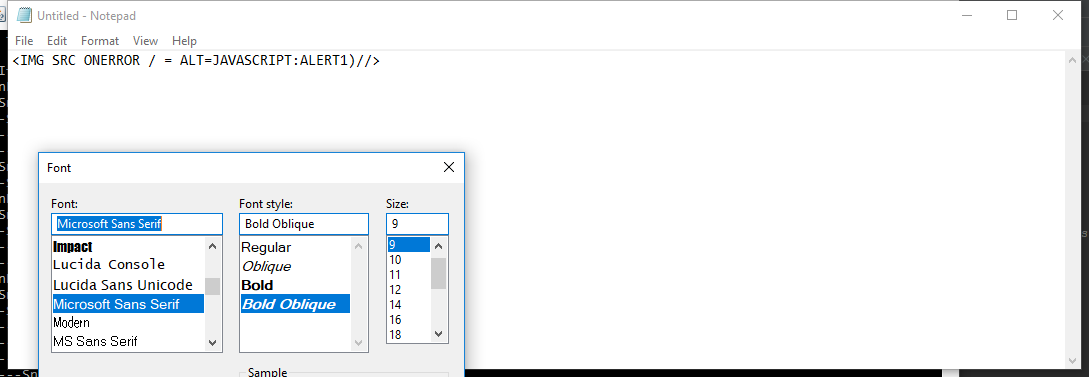 Untitled - Notepad
File Edit Format View Help
<IMG SRC ONERROR / = ALT=JAVASCRIPT:ALERT1)//>
Font
Font: Font style: Size:
Microsoft Sans Serif Bold Oblique 9
Impact Regular 9
Lucida Console Oblique 10
Lucida Sans Unicode Bold 11
Microsoft Sans Serif Bold Oblique 12
Modern 14
MS Sans Serif 16
18
Sample